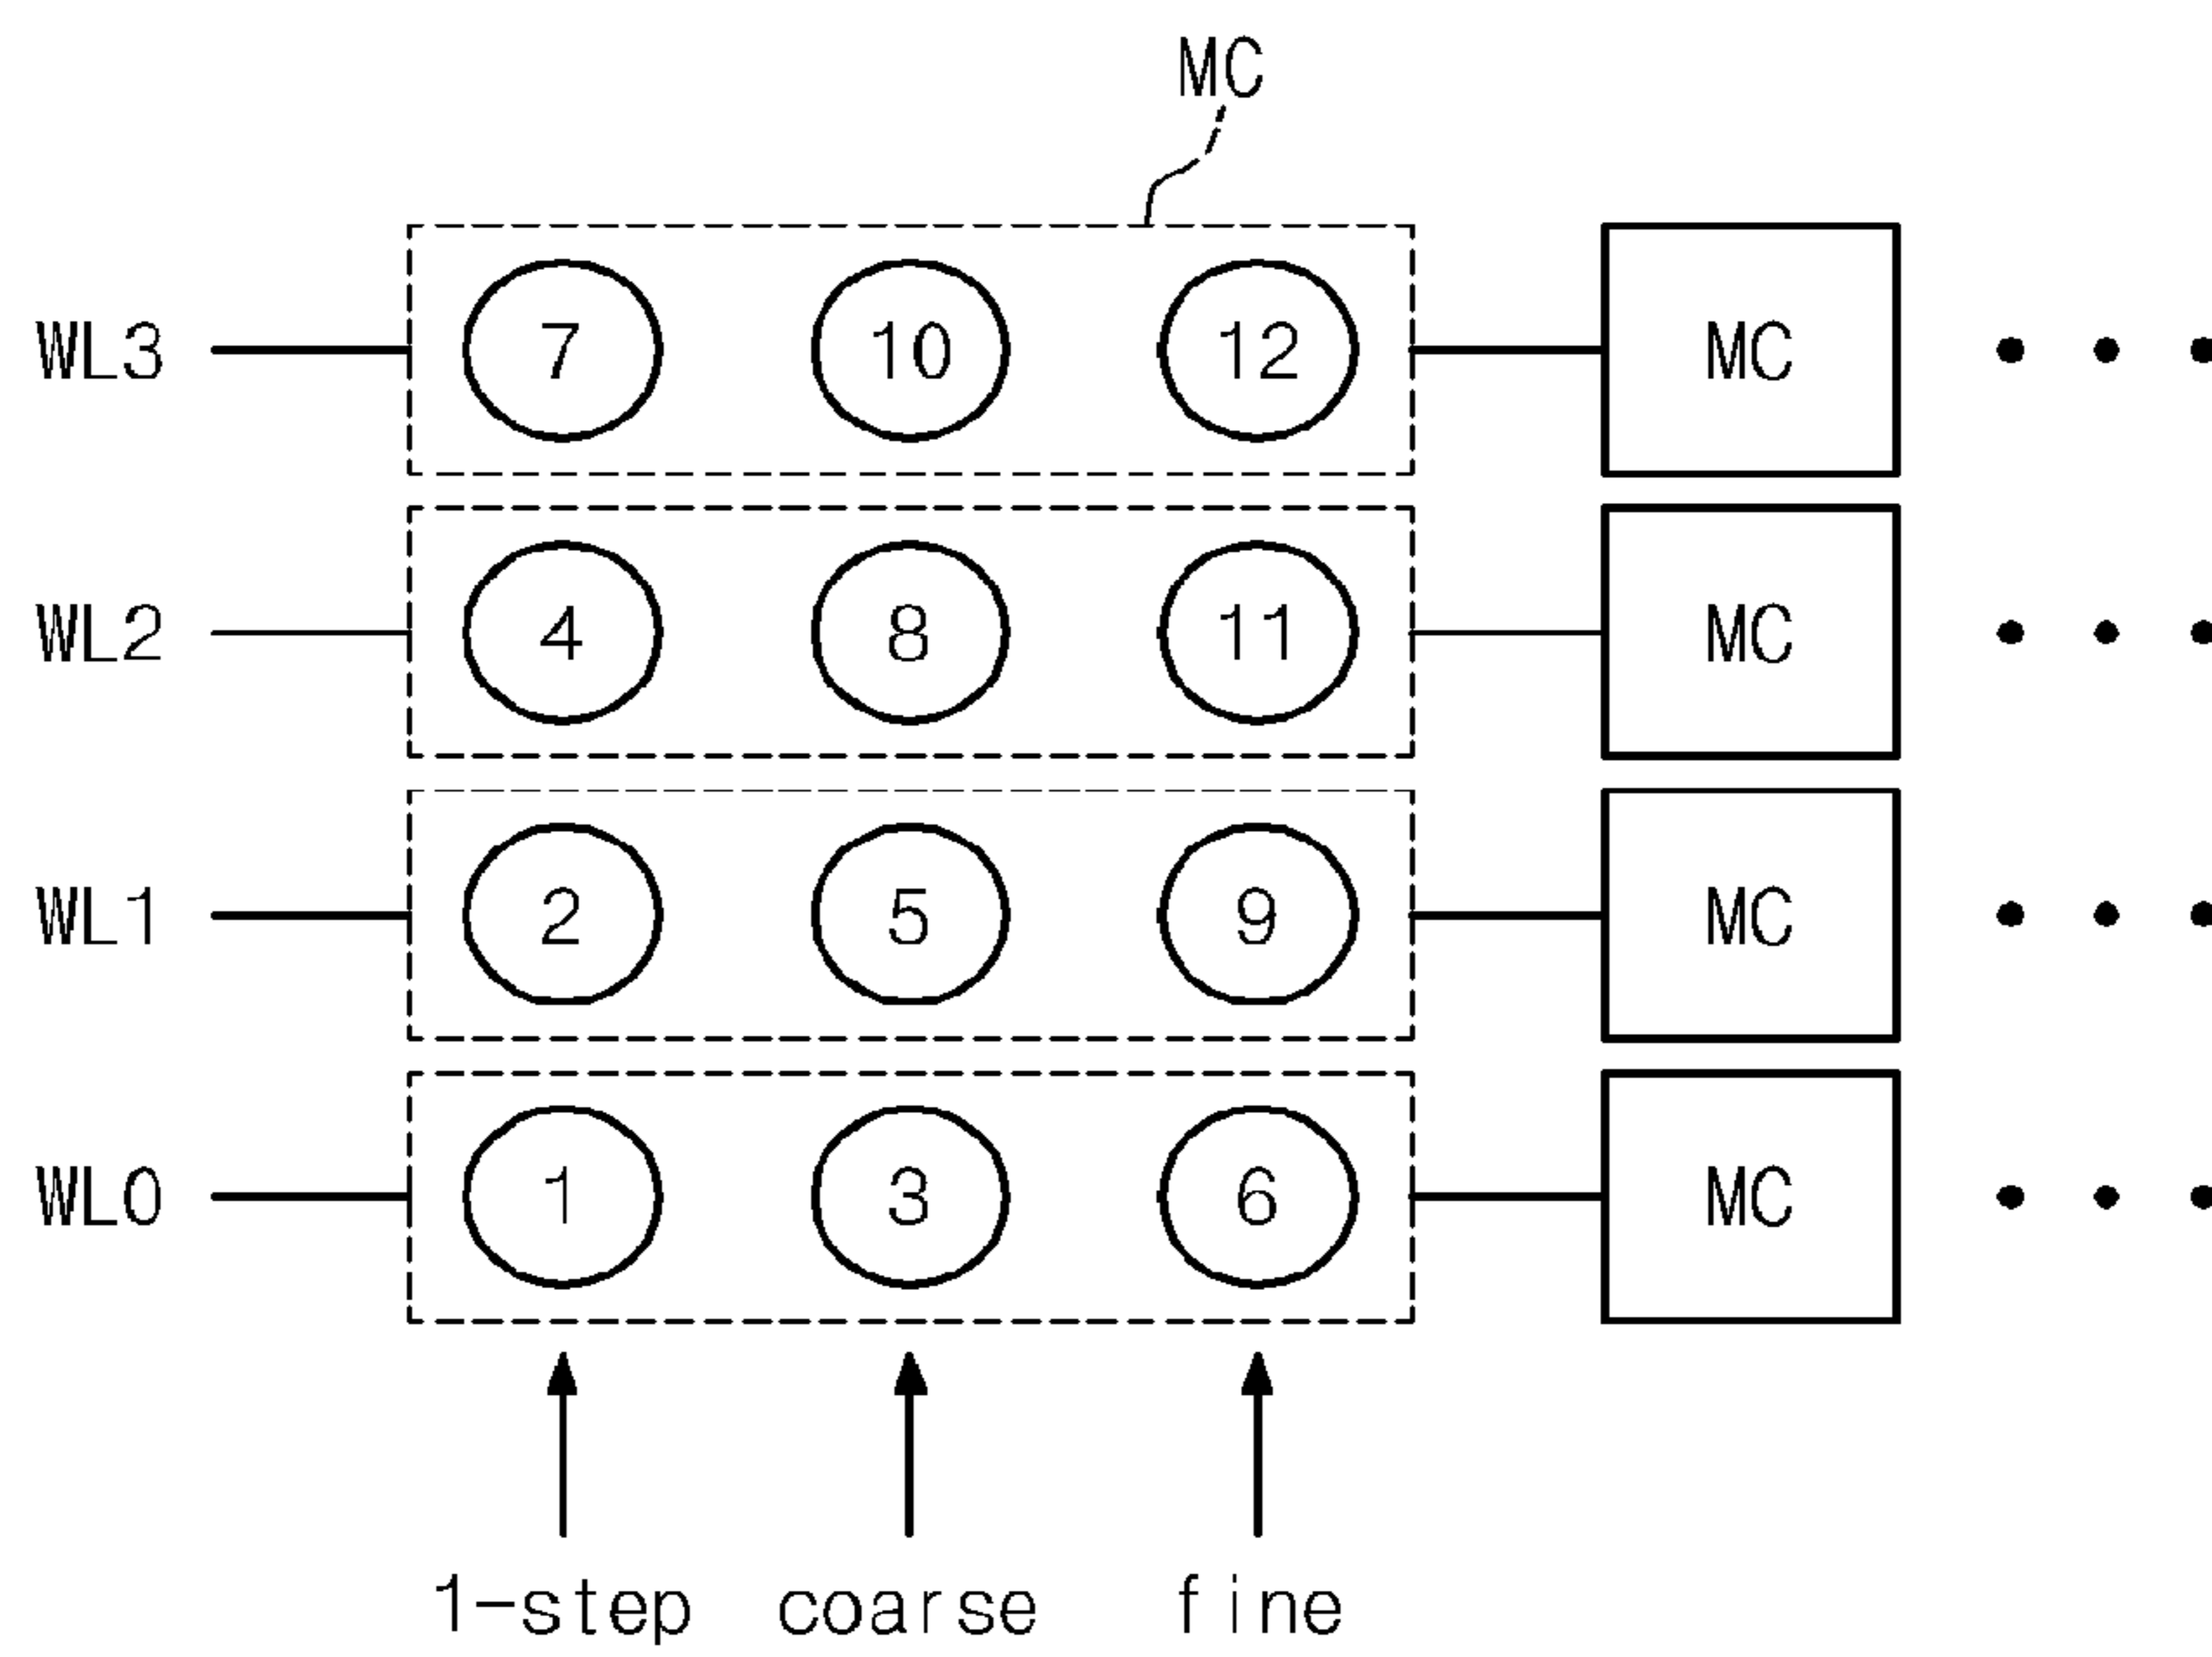 MC
WL3 7 10 12 MC
WL2 4 8 11 MC
WL1 2 5 9 MC
WL0 1 3 6 MC
1-step coarse fine